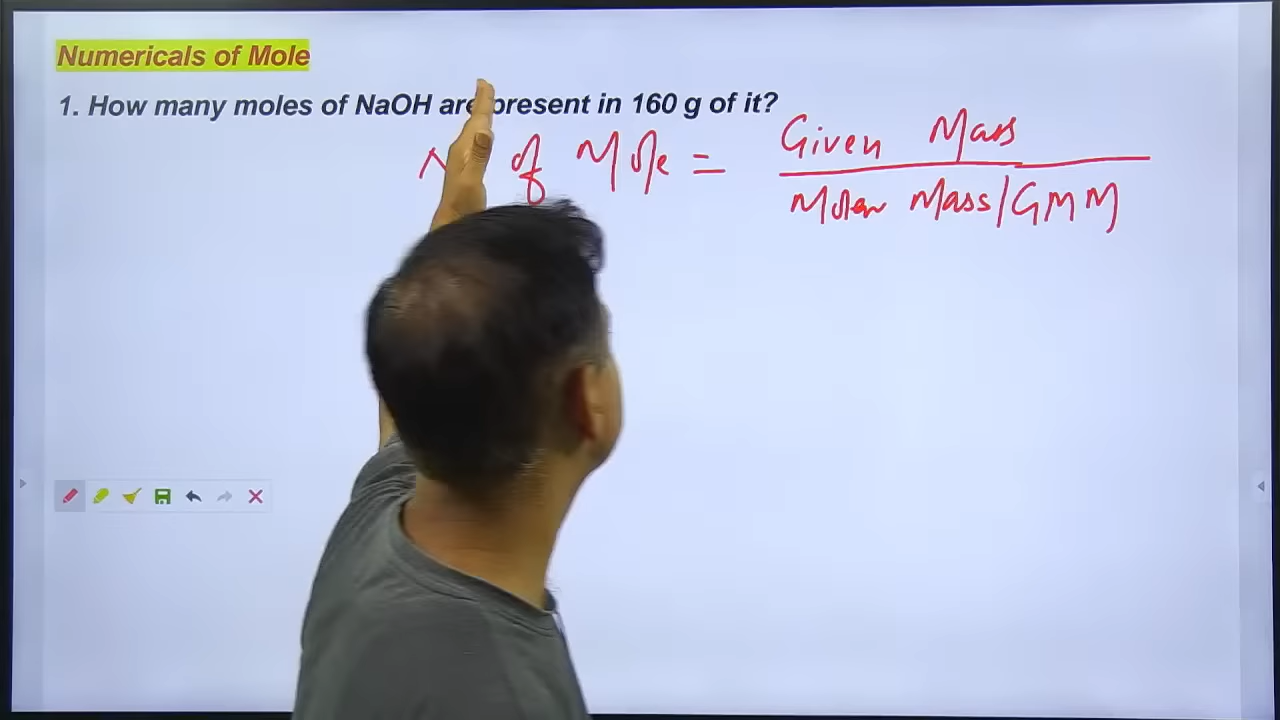 Numericals of Mole
1. How many moles of NaOH are present in 160 g of it?
of Mole = Given Mass
Molar Mass/GMM